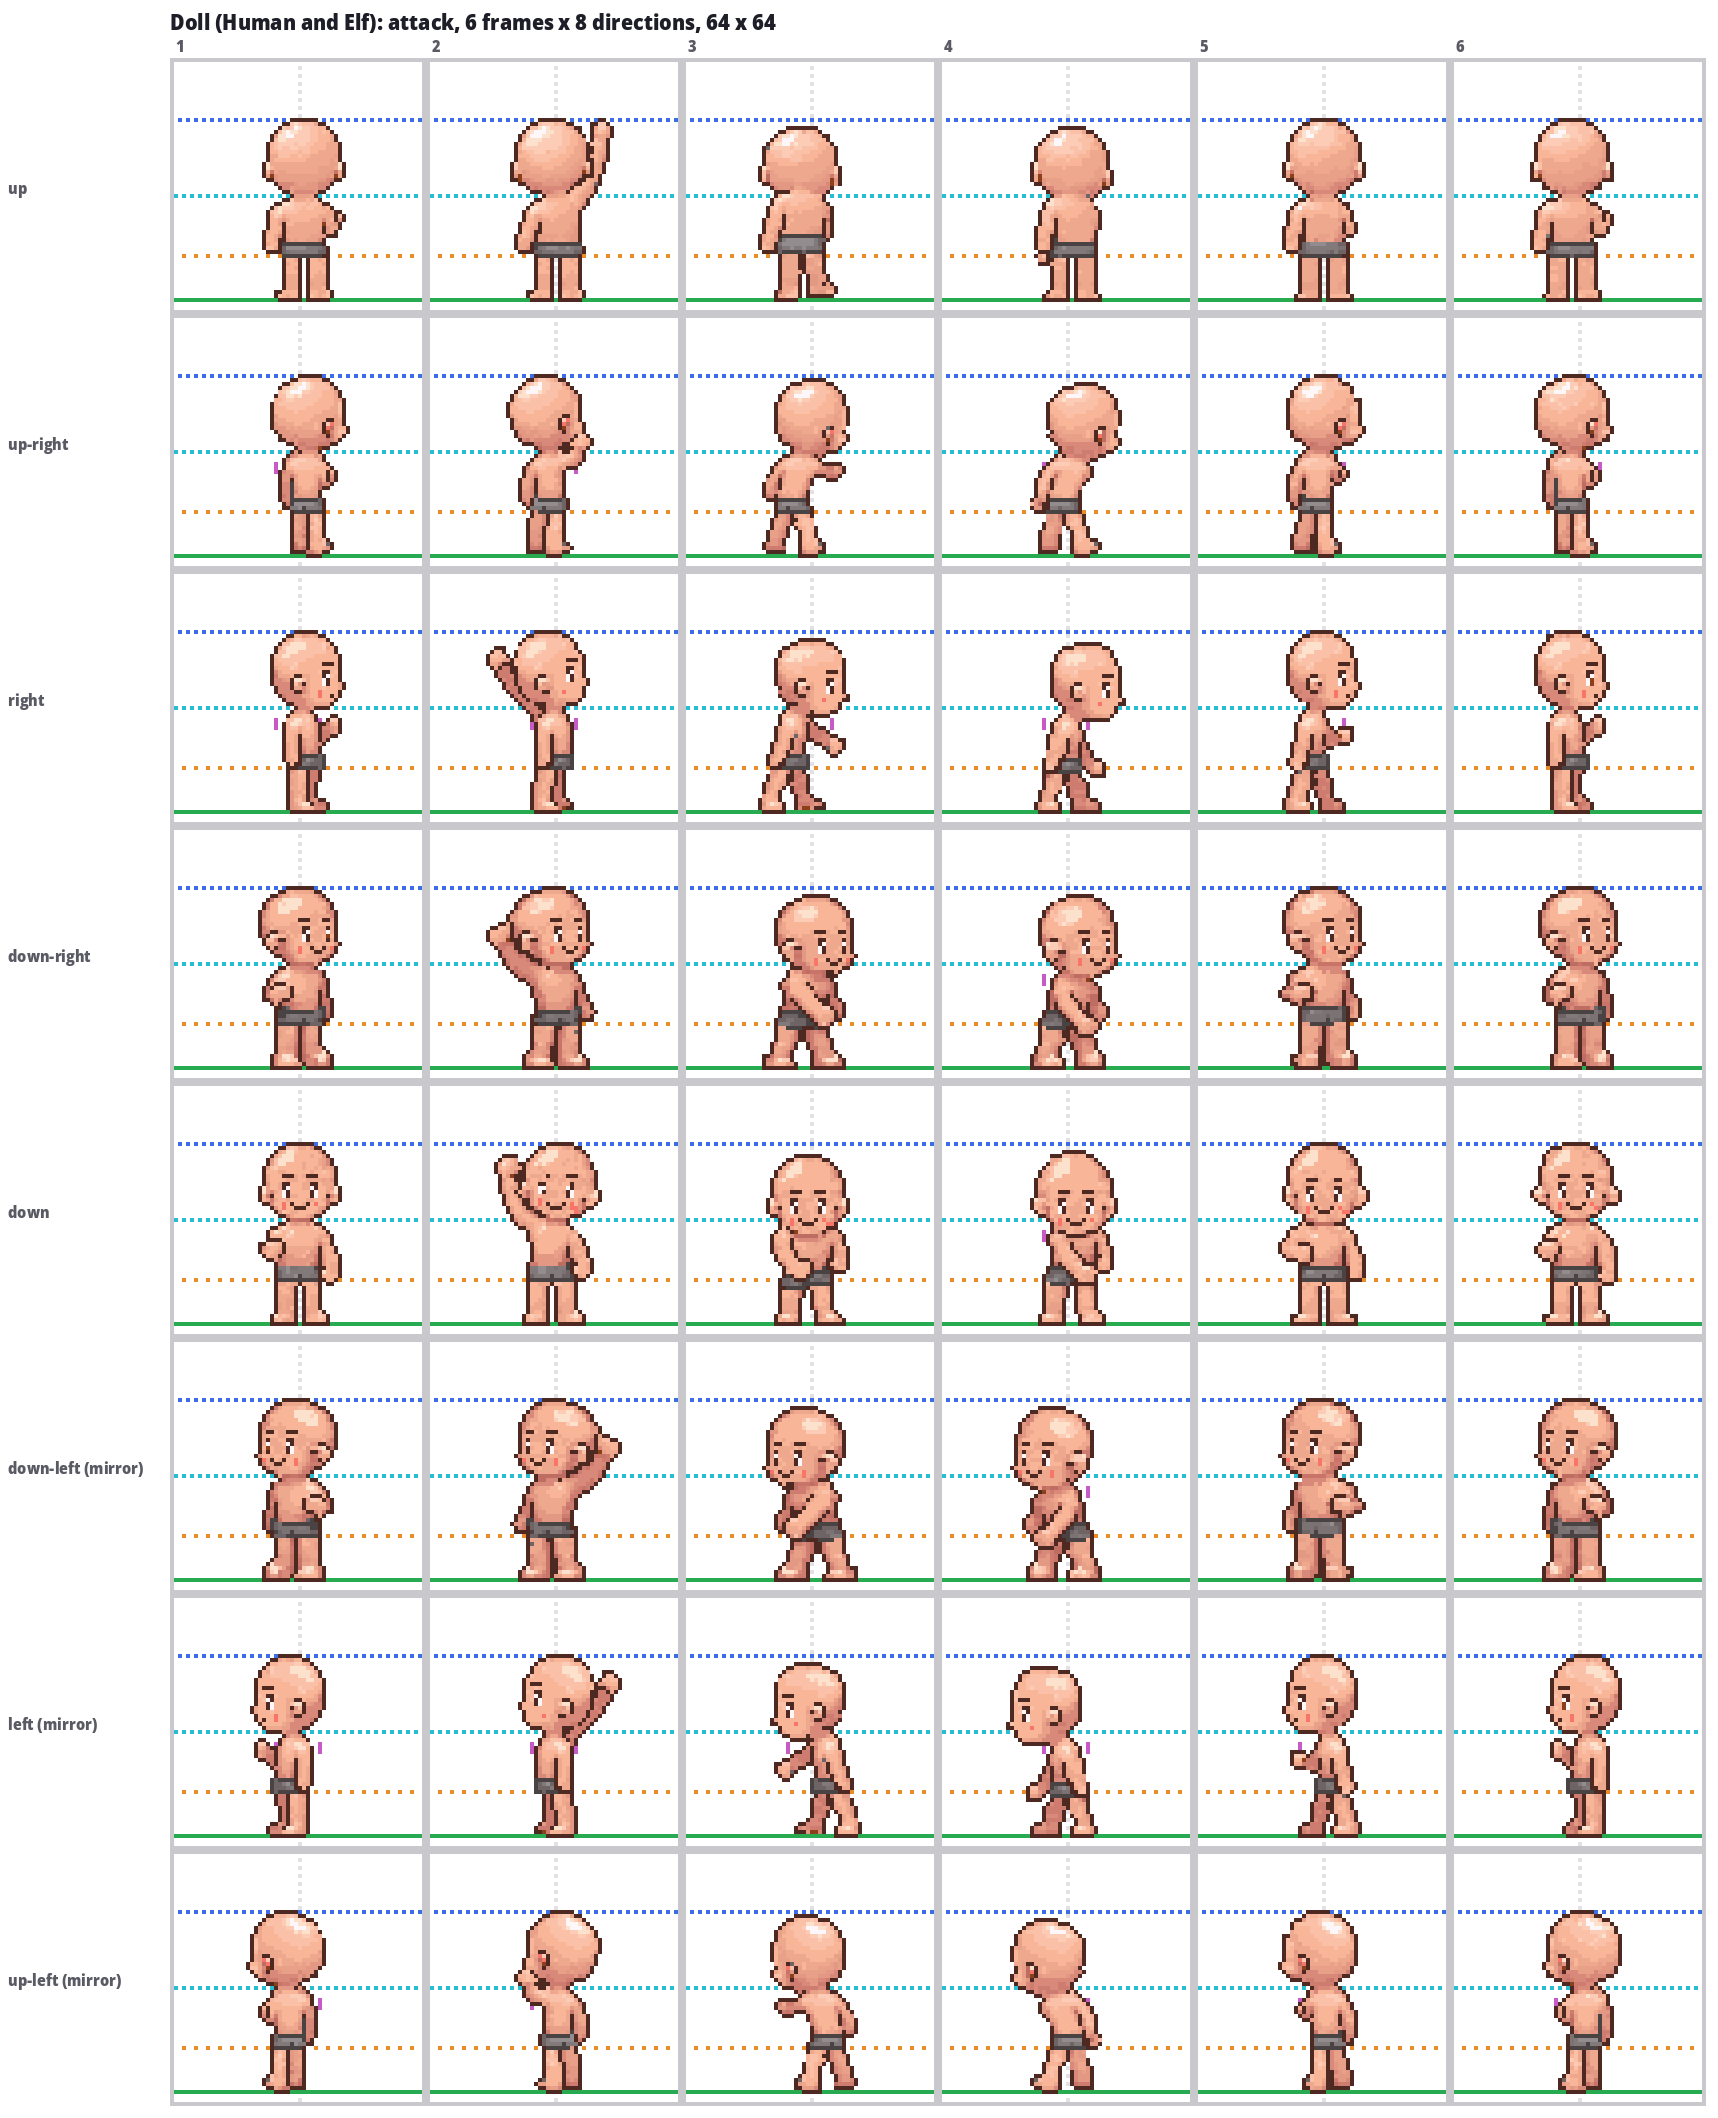 Doll (Human and Elf): attack, 6 frames x 8 directions, 64 x 64
1 2 3 4 5 6
up
up-right
right
down-right
down
down-left (mirror)
left (mirror)
up-left (mirror)